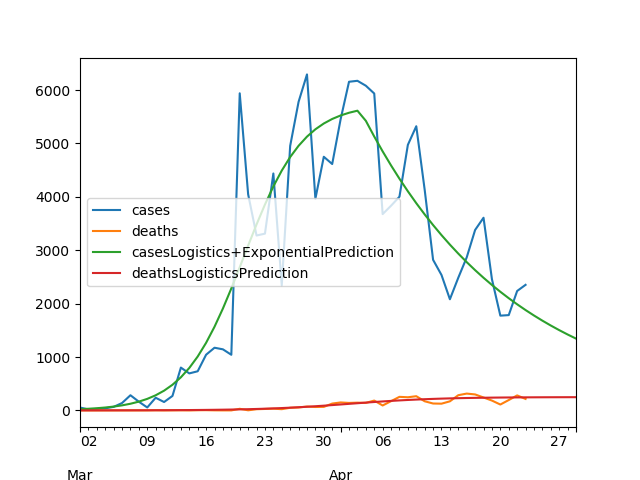 6000
5000
4000
3000
2000
1000
0
cases
deaths
casesLogistics+ExponentialPrediction
deathsLogisticsPrediction
02 09 16 23 30 06 13 20 27
Mar Apr